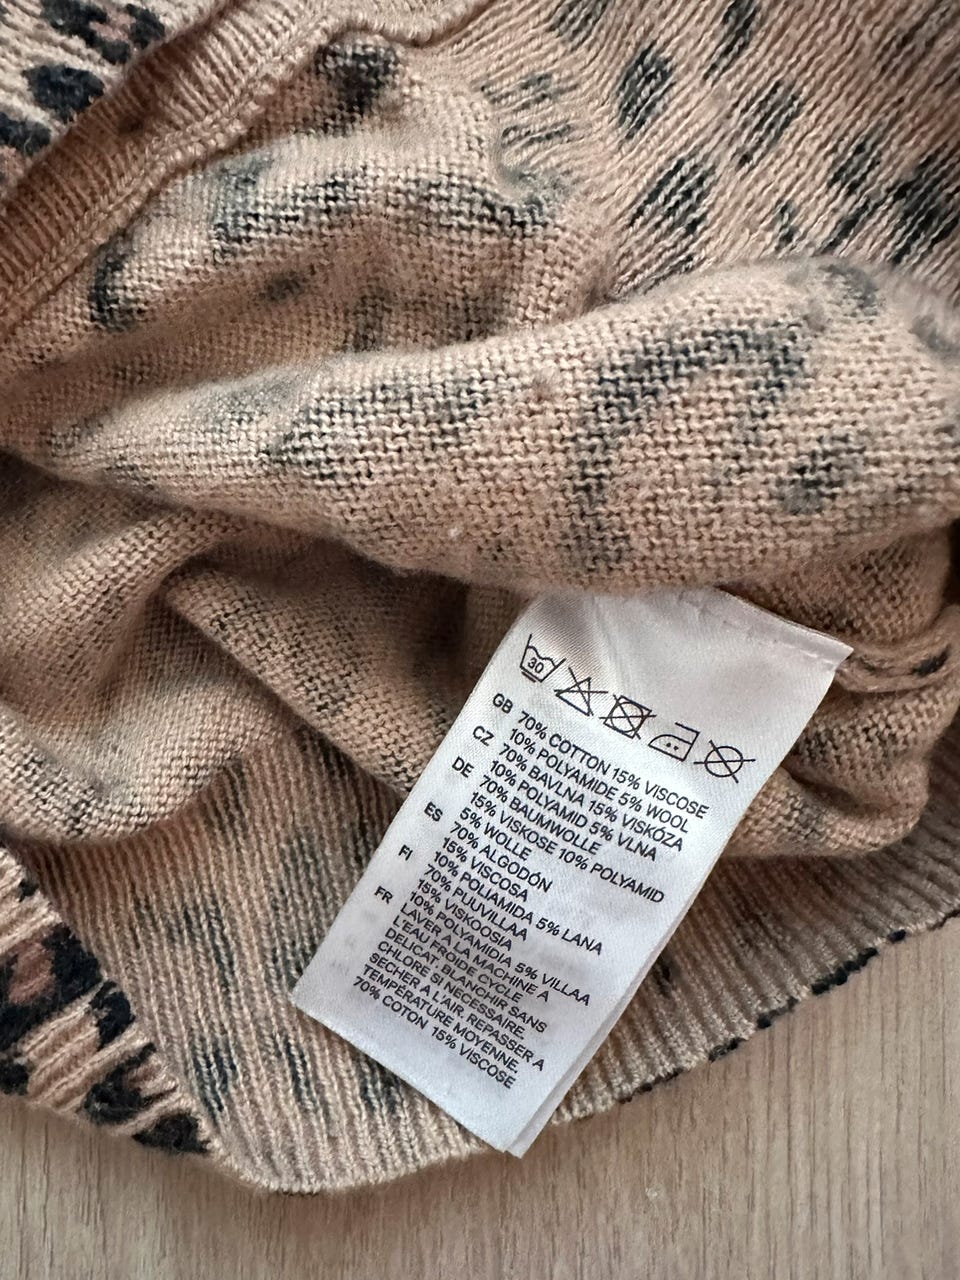 30
GB 70% COTTON 15% VISCOSE
10% POLYAMIDE 5% WOOL
CZ 70% BAVLNA 15% VISKÓZA
10% POLYAMID 5% VLNA
DE 70% BAUMWOLLE
15% VISKOSE 10% POLYAMID
5% WOLLE
ES 70% ALGODÓN
15% VISCOSA
10% POLIAMIDA 5% LANA
FI 70% PUUVILLAA
15% VISKOOSIA
10% POLYAMIDIA 5% VILLAA
FR LAVER A LA MACHINE A
L'EAU FROIDE CYCLE
DELICAT. BLANCHIR SANS
CHLORE SI NECESSAIRE.
SECHER A L'AIR. REPASSER A
TEMPÉRATURE MOYENNE.
70% COTON 15% VISCOSE